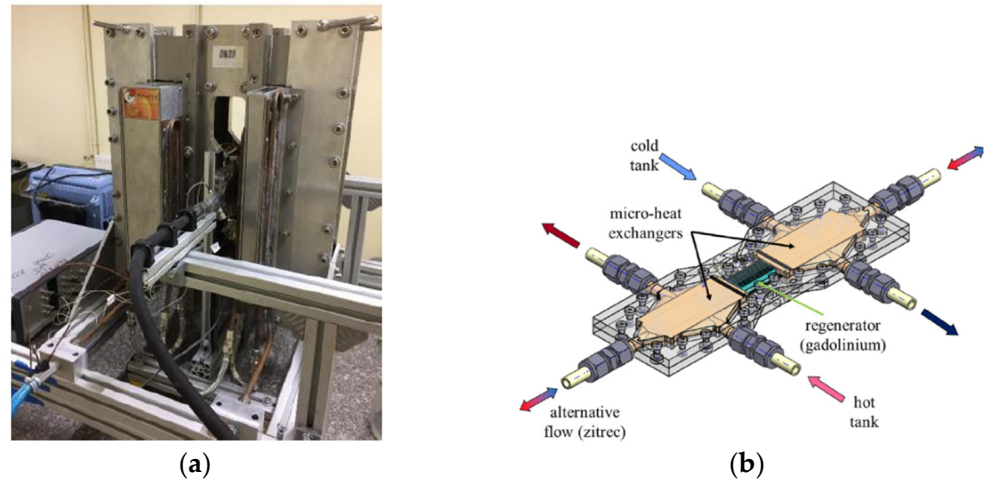 cold
tank
micro-heat
exchangers
regenerator
(gadolinium)
alternative
flow (zitrec)
hot
tank
(a)
(b)